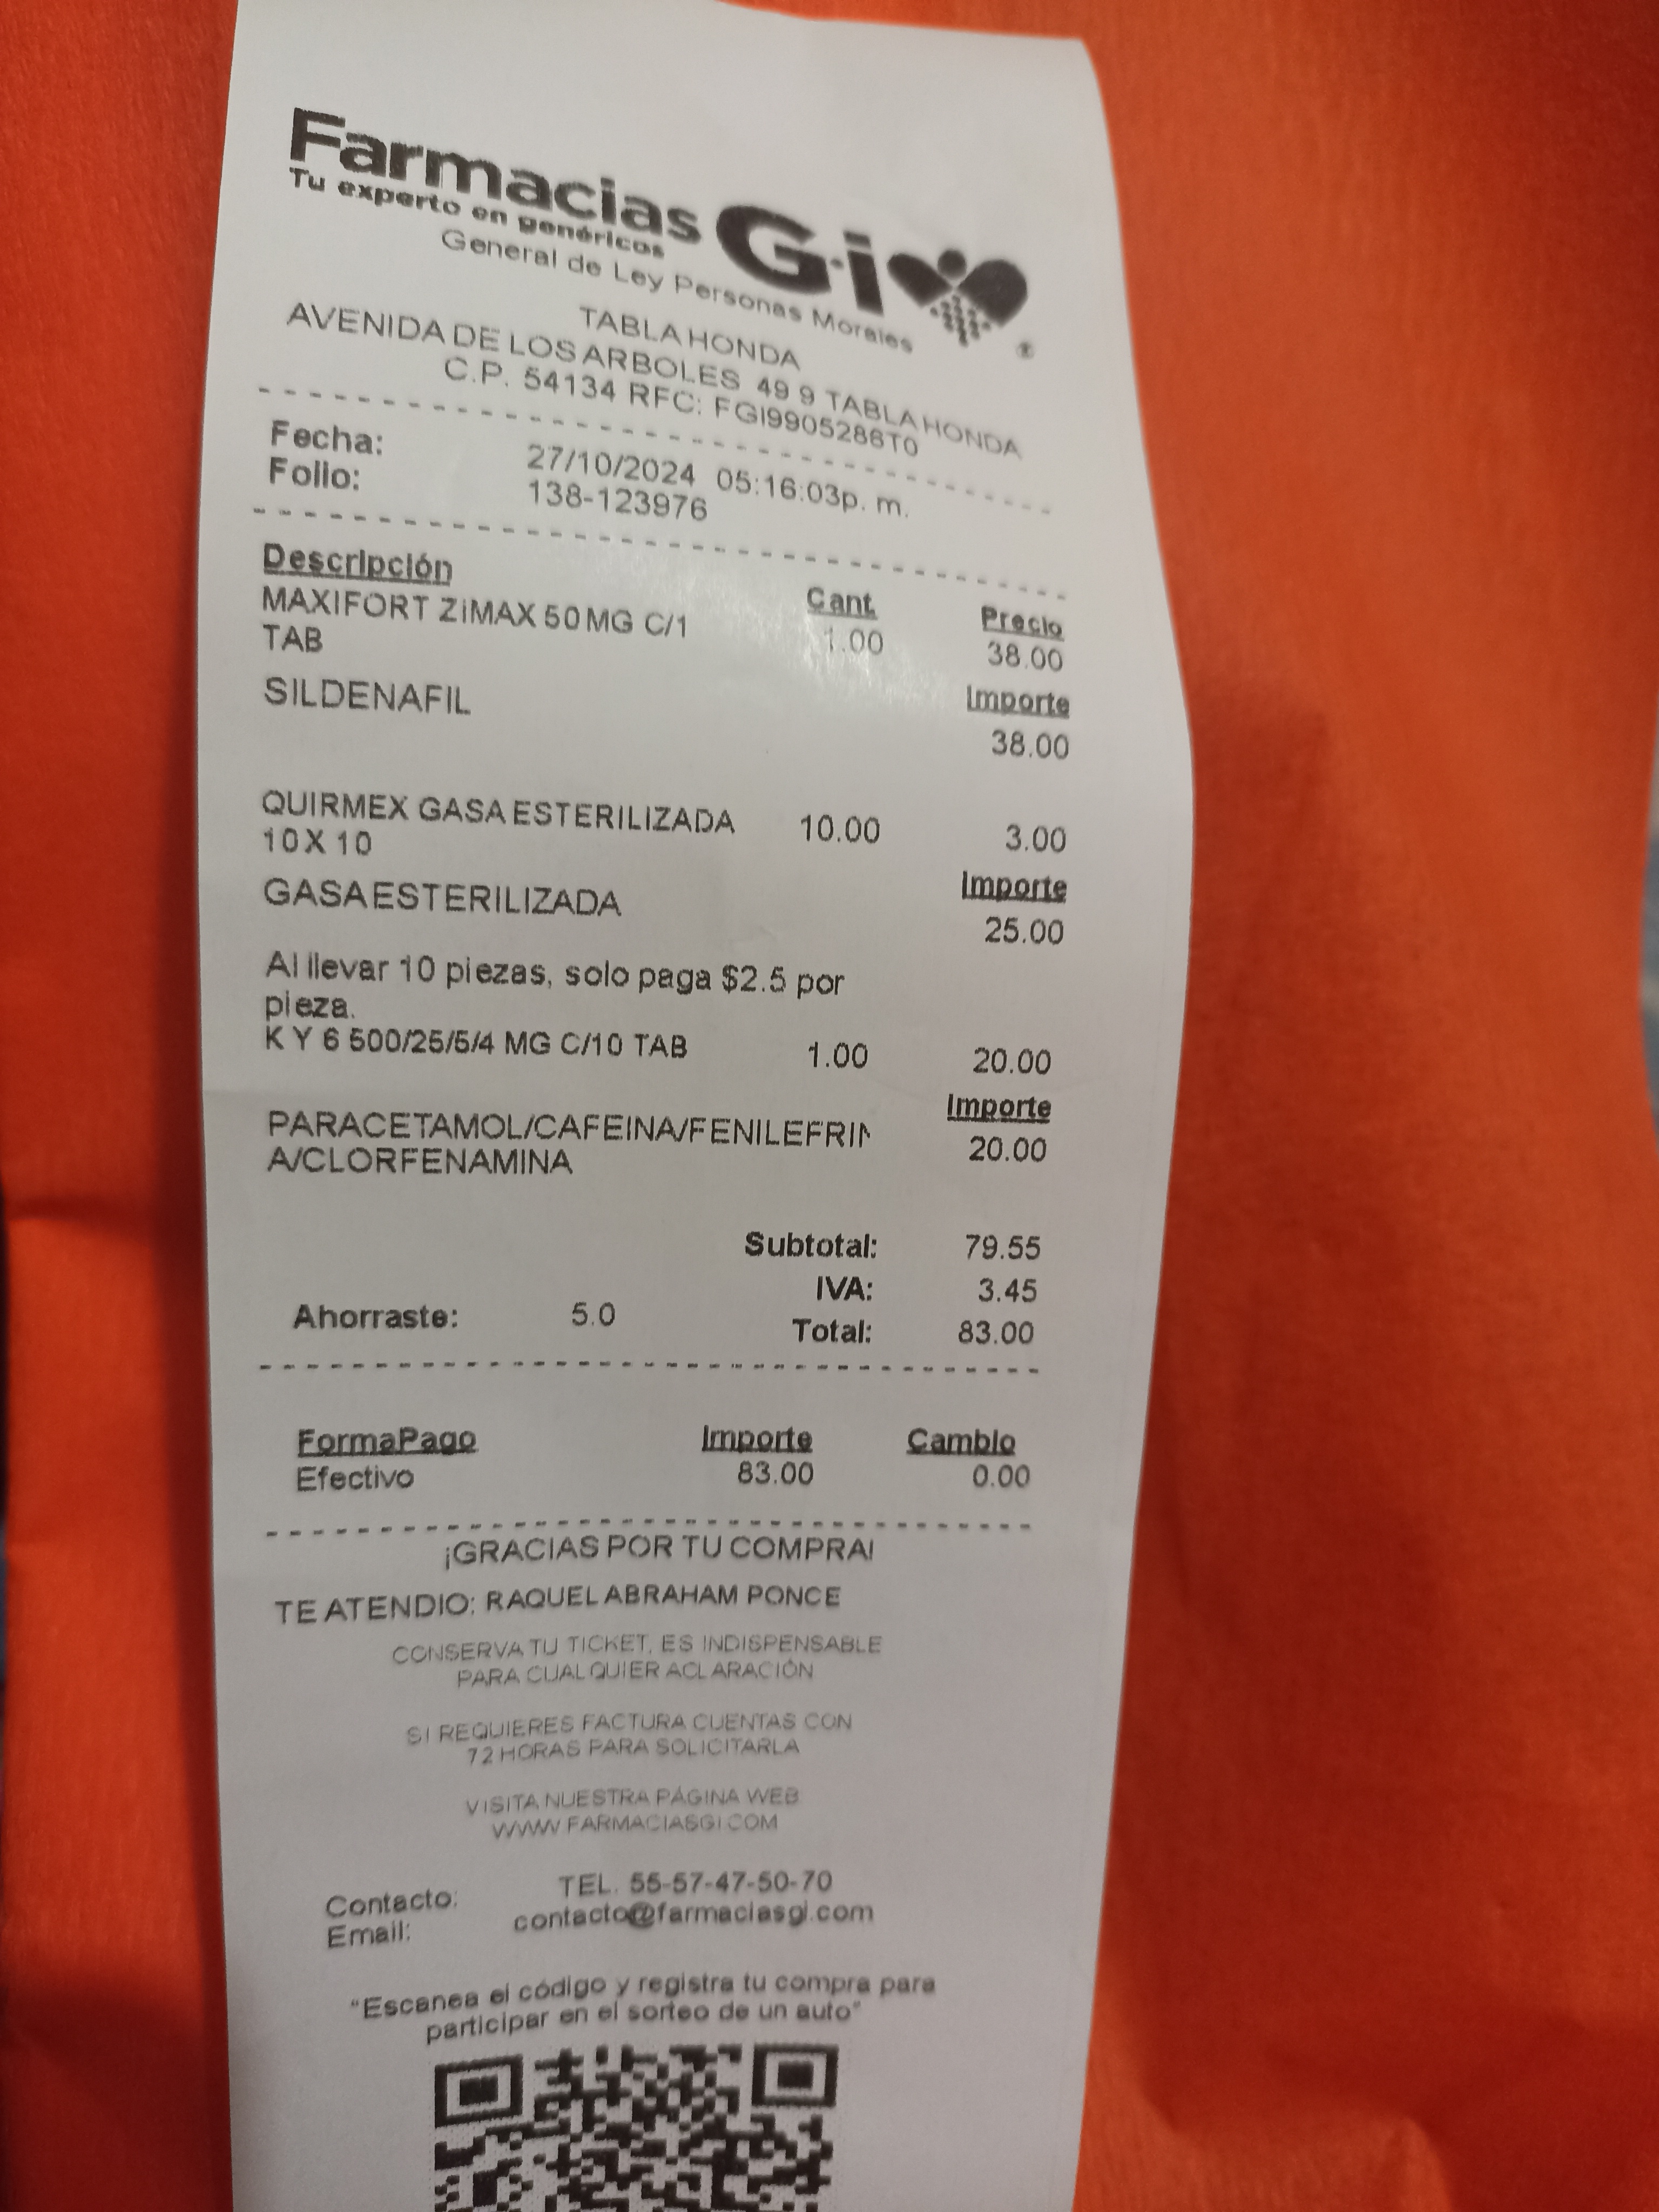 Farmacias Gi
Tu experto en genéricos
®
General de Ley Personas Morales
TABLA HONDA
AVENIDA DE LOS ARBOLES 49 9 TABLA HONDA
C.P. 54134 RFC: FGI9905286T0
Fecha: 27/10/2024 05:16:03p. m.
Folio: 138-123976
Descripción Cant. Precio
MAXIFORT ZIMAX 50 MG C/1 1.00 38.00
TAB
SILDENAFIL Importe
38.00
QUIRMEX GASA ESTERILIZADA 10.00 3.00
10 X 10
GASA ESTERILIZADA Importe
25.00
Al llevar 10 piezas, solo paga $2.5 por
pieza.
K Y 6 500/25/5/4 MG C/10 TAB 1.00 20.00
Importe
PARACETAMOL/CAFEINA/FENILEFRIN 20.00
A/CLORFENAMINA
Subtotal: 79.55
IVA: 3.45
Ahorraste: 5.0 Total: 83.00
FormaPago Importe Cambio
Efectivo 83.00 0.00
¡GRACIAS POR TU COMPRA!
TE ATENDIO: RAQUEL ABRAHAM PONCE
CONSERVA TU TICKET, ES INDISPENSABLE
PARA CUALQUIER ACLARACIÓN
SI REQUIERES FACTURA CUENTAS CON
72 HORAS PARA SOLICITARLA
VISITA NUESTRA PÁGINA WEB
WWW.FARMACIASGI.COM
Contacto: TEL. 55-57-47-50-70
Email: contacto@farmaciasgi.com
"Escanea el código y registra tu compra para
participar en el sorteo de un auto"